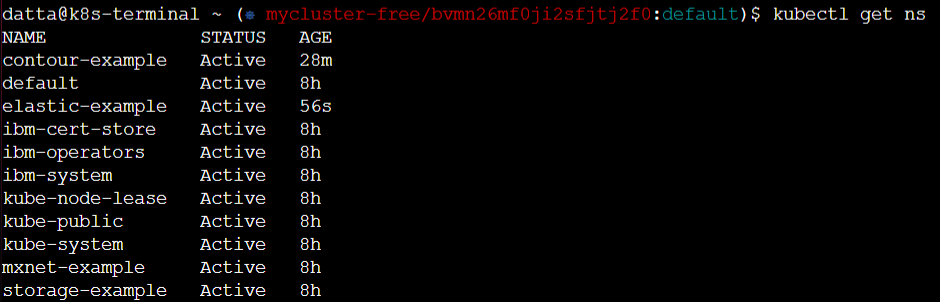 datta@k8s-terminal ~ (⎈ mycluster-free/bvmn26mf0ji2sfjtj2f0:default)$ kubectl get ns
NAME STATUS AGE
contour-example Active 28m
default Active 8h
elastic-example Active 56s
ibm-cert-store Active 8h
ibm-operators Active 8h
ibm-system Active 8h
kube-node-lease Active 8h
kube-public Active 8h
kube-system Active 8h
mxnet-example Active 8h
storage-example Active 8h